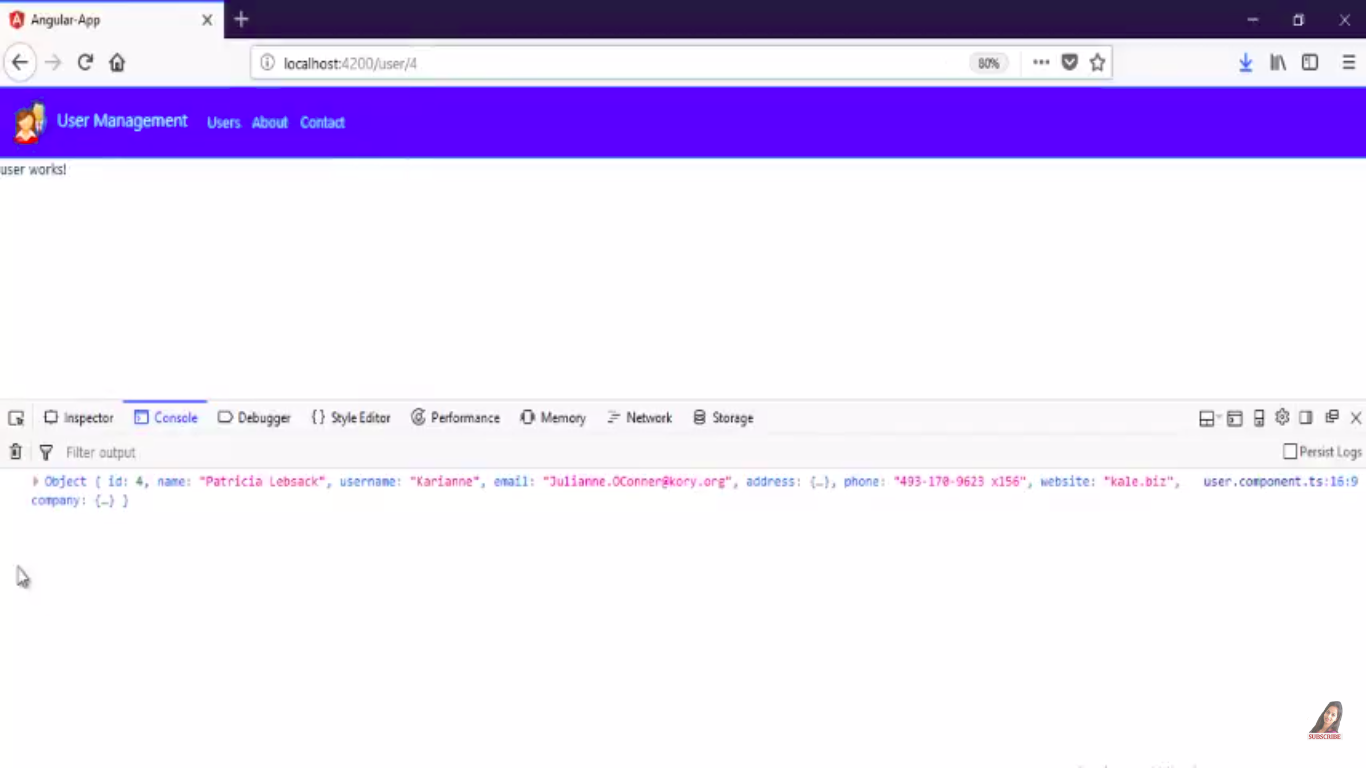 Angular-App
localhost:4200/user/4
80%
User Management Users About Contact
user works!
Inspector Console Debugger {} Style Editor Performance Memory Network Storage
Filter output
Persist Logs
Object { id: 4, name: "Patricia Lebsack", username: "Karianne", email: "Julianne.OConner@kory.org", address: {…}, phone: "493-170-9623 x156", website: "kale.biz", user.component.ts:16:9
company: {…} }
SUBSCRIBE